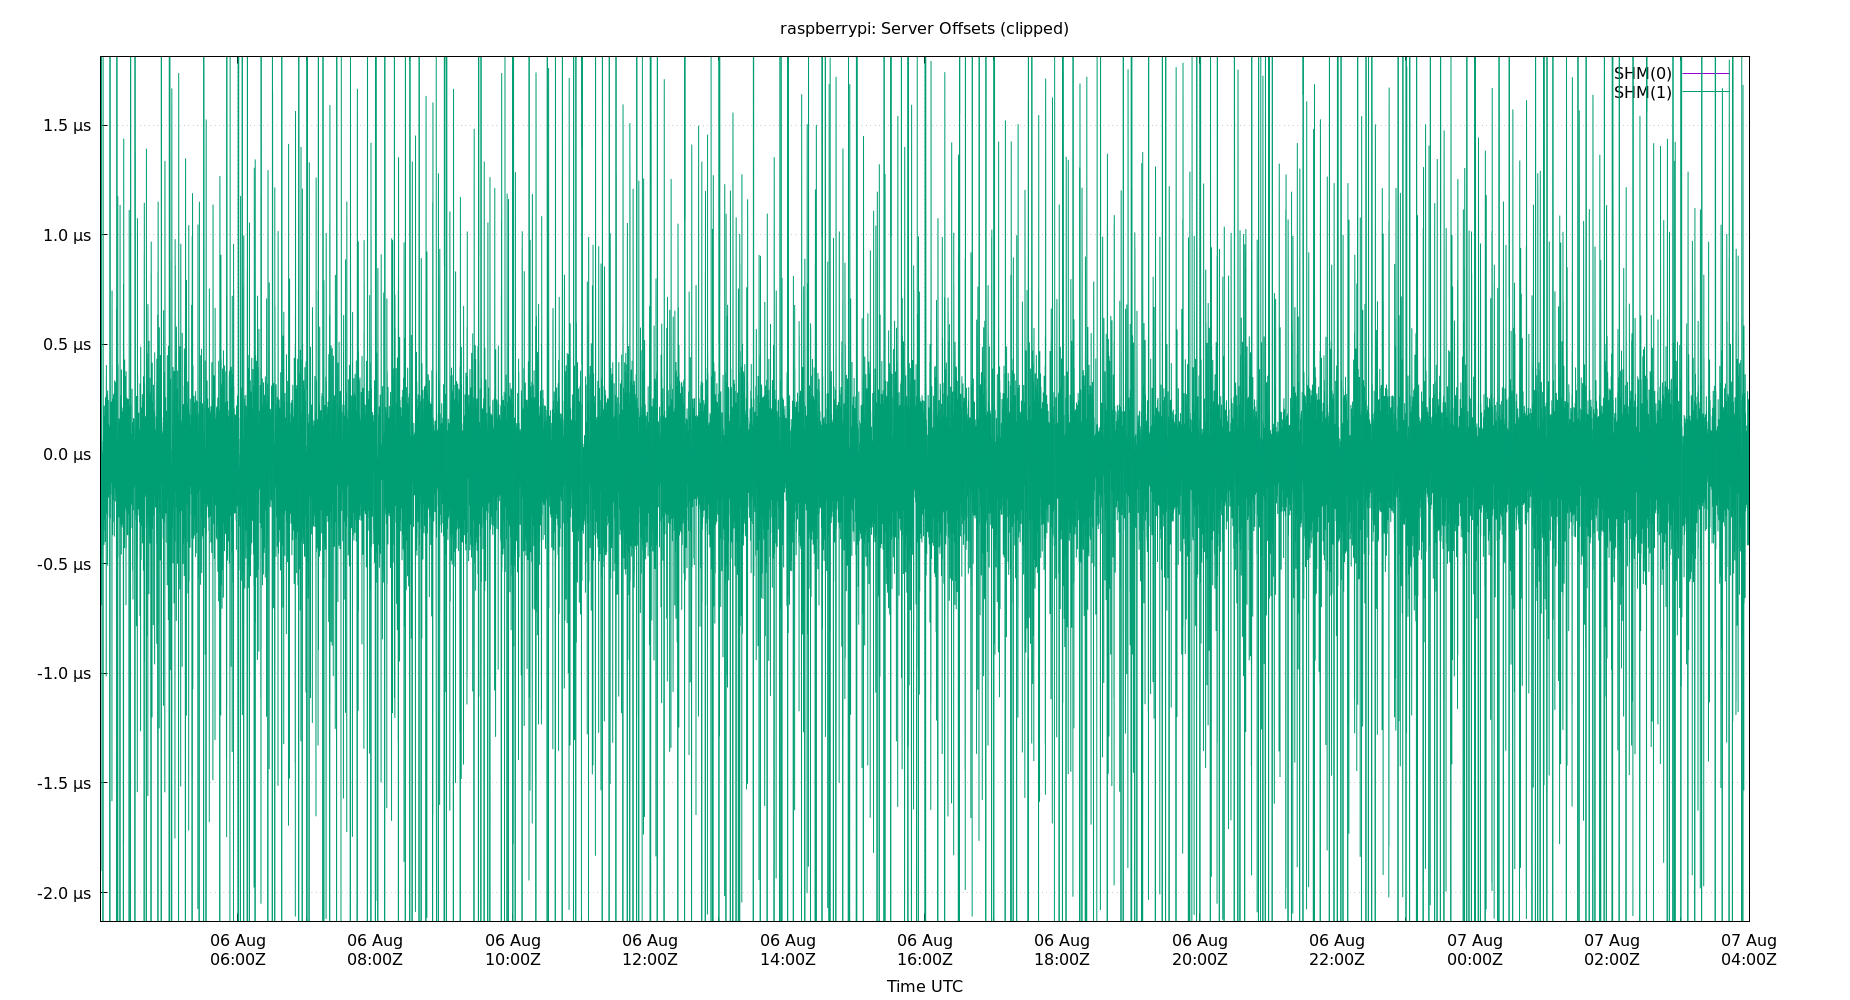 raspberrypi: Server Offsets (clipped)
SHM(0)
SHM(1)
1.5 µs
1.0 µs
0.5 µs
0.0 µs
-0.5 µs
-1.0 µs
-1.5 µs
-2.0 µs
06 Aug 06 Aug 06 Aug 06 Aug 06 Aug 06 Aug 06 Aug 06 Aug 06 Aug 07 Aug 07 Aug 07 Aug
06:00Z 08:00Z 10:00Z 12:00Z 14:00Z 16:00Z 18:00Z 20:00Z 22:00Z 00:00Z 02:00Z 04:00Z
Time UTC